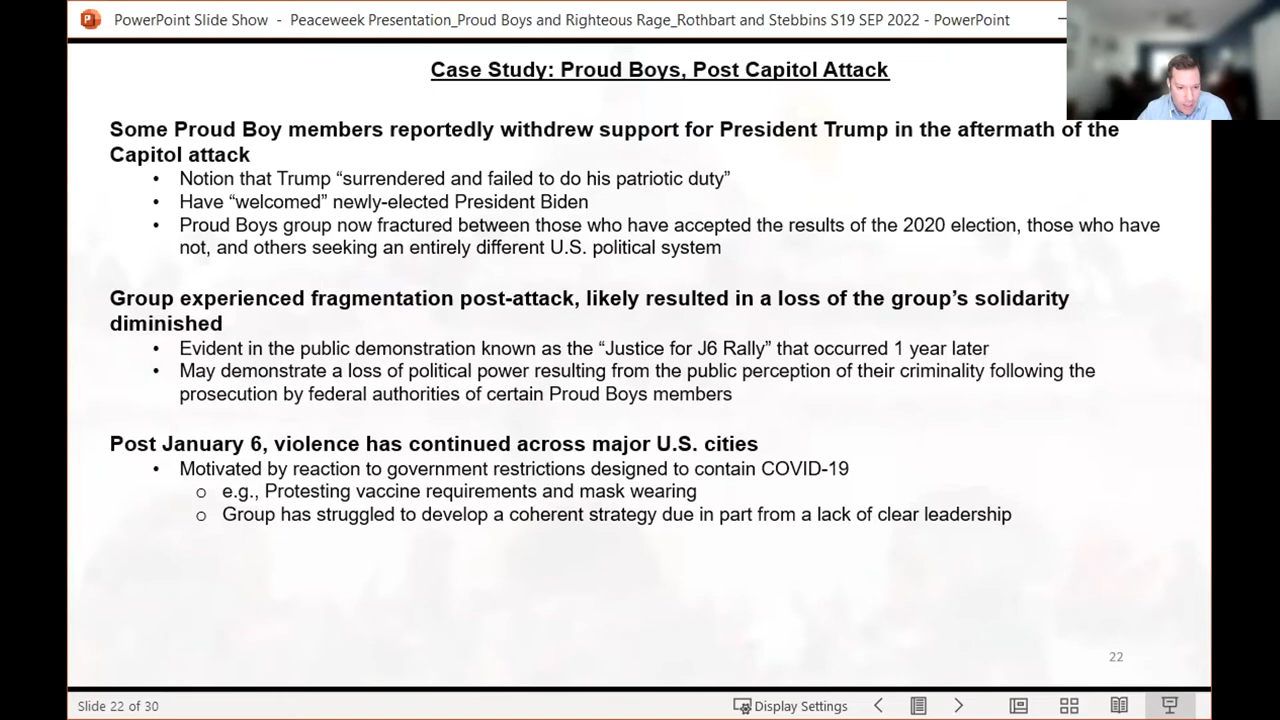 PowerPoint Slide Show - Peaceweek Presentation_Proud Boys and Righteous Rage_Rothbart and Stebbins S19 SEP 2022 - PowerPoint
Case Study: Proud Boys, Post Capitol Attack
Some Proud Boy members reportedly withdrew support for President Trump in the aftermath of the
Capitol attack
• Notion that Trump “surrendered and failed to do his patriotic duty”
• Have “welcomed” newly-elected President Biden
• Proud Boys group now fractured between those who have accepted the results of the 2020 election, those who have
not, and others seeking an entirely different U.S. political system
Group experienced fragmentation post-attack, likely resulted in a loss of the group’s solidarity
diminished
• Evident in the public demonstration known as the “Justice for J6 Rally” that occurred 1 year later
• May demonstrate a loss of political power resulting from the public perception of their criminality following the
prosecution by federal authorities of certain Proud Boys members
Post January 6, violence has continued across major U.S. cities
• Motivated by reaction to government restrictions designed to contain COVID-19
o e.g., Protesting vaccine requirements and mask wearing
o Group has struggled to develop a coherent strategy due in part from a lack of clear leadership
22
Slide 22 of 30
Display Settings